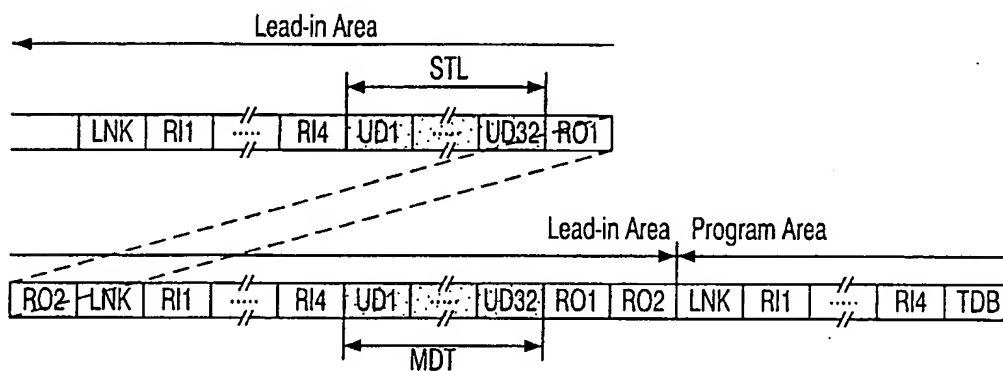 Lead-in Area
STL
LNK RI1 ..... RI4 UD1 ..... UD32 RO1
Lead-in Area Program Area
RO2 LNK RI1 ..... RI4 UD1 ..... UD32 RO1 RO2 LNK RI1 ..... RI4 TDB
MDT